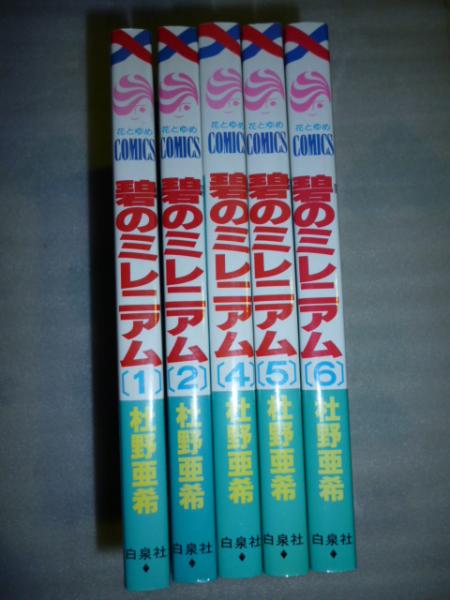 花とゆめ
COMICS
碧のミレニアム
〔1〕
杜野亜希
白泉社
花とゆめ
COMICS
碧のミレニアム
〔2〕
杜野亜希
白泉社
花とゆめ
COMICS
碧のミレニアム
〔4〕
杜野亜希
白泉社
花とゆめ
COMICS
碧のミレニアム
〔5〕
杜野亜希
白泉社
花とゆめ
COMICS
碧のミレニアム
〔6〕
杜野亜希
白泉社